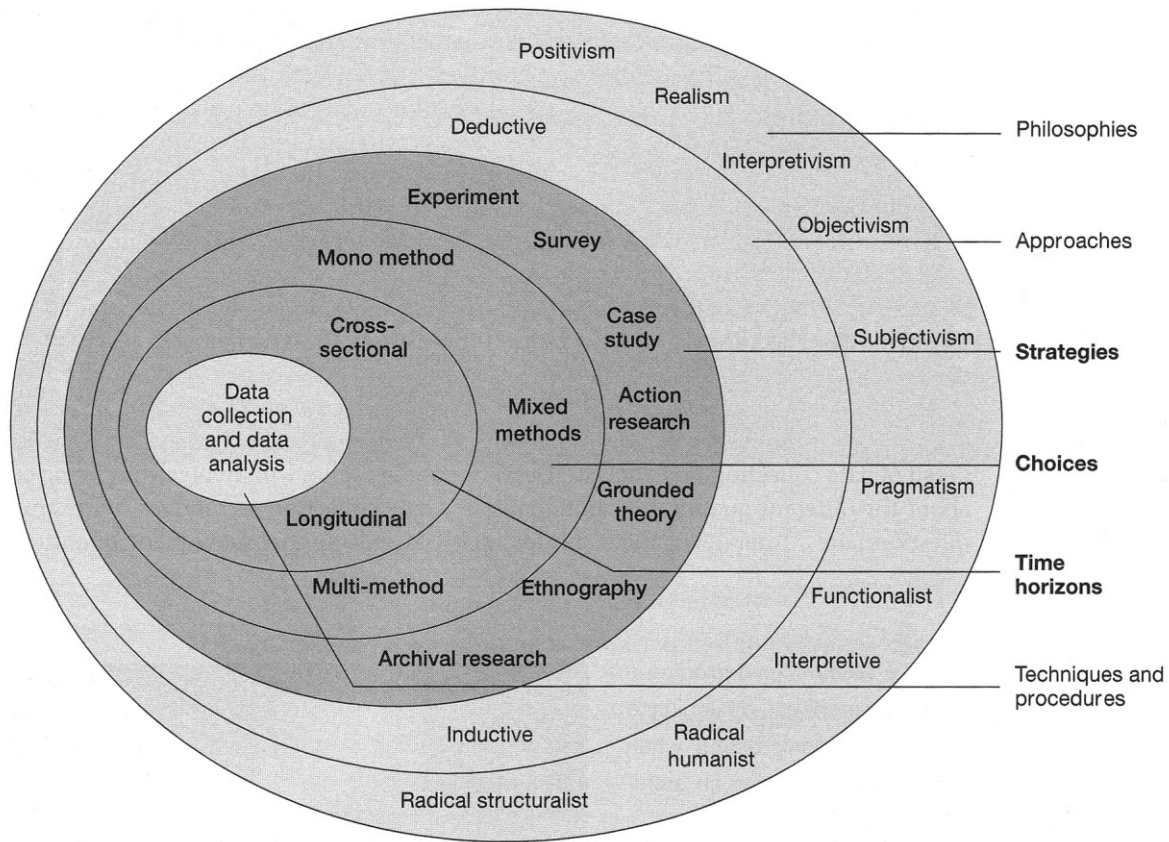 Positivism
Realism
Philosophies
Deductive
Interpretivism
Experiment
Objectivism
Approaches
Survey
Mono method
Case
study
Cross-
sectional
Subjectivism
Strategies
Data
collection
and data
analysis
Mixed
methods
Action
research
Choices
Pragmatism
Grounded
theory
Longitudinal
Time
horizons
Multi-method
Ethnography
Functionalist
Archival research
Interpretive
Techniques and
procedures
Inductive
Radical
humanist
Radical structuralist